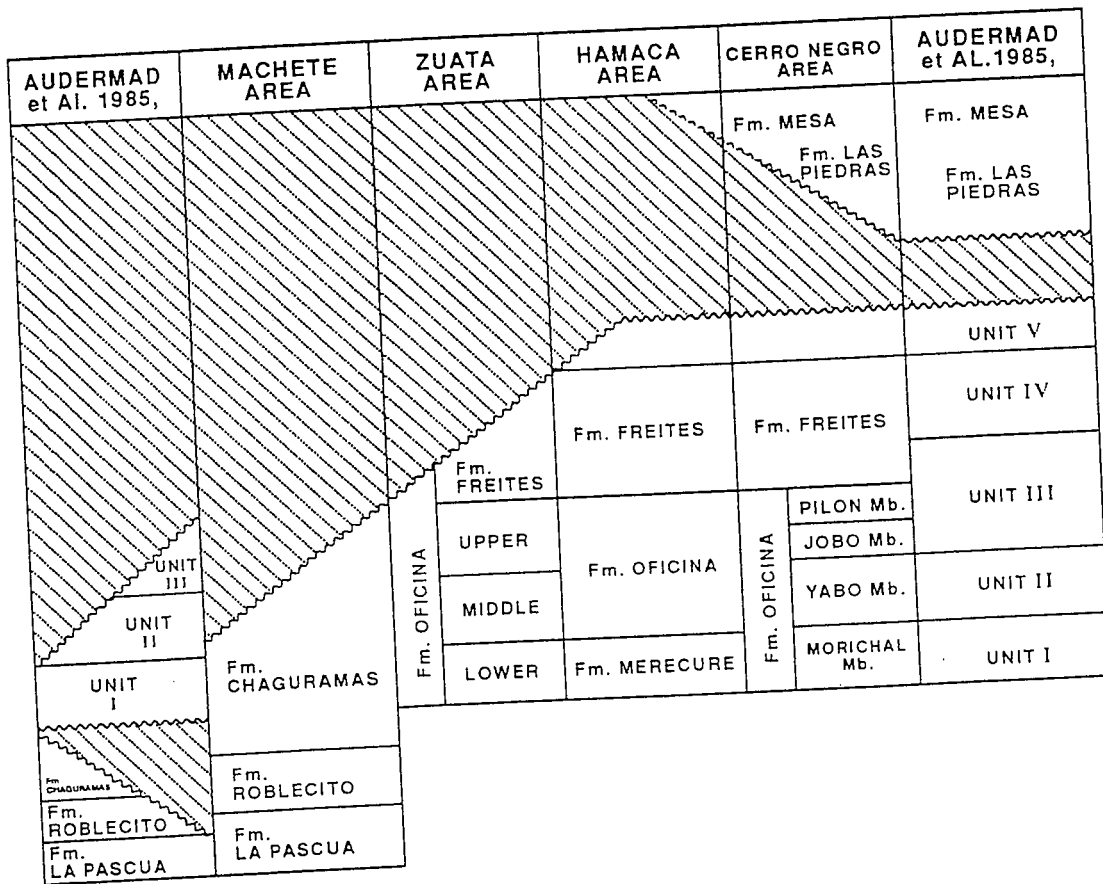 AUDERMAD
et Al. 1985,
MACHETE
AREA
ZUATA
AREA
HAMACA
AREA
CERRO NEGRO
AREA
AUDERMAD
et AL.1985,
UNIT
III
UNIT
II
UNIT
I
Fm
CHAGURAMAS
Fm.
ROBLECITO
Fm.
LA PASCUA
Fm.
CHAGURAMAS
Fm.
ROBLECITO
Fm.
LA PASCUA
Fm. OFICINA
Fm.
FREITES
UPPER
MIDDLE
LOWER
Fm. FREITES
Fm. OFICINA
Fm. MERECURE
Fm. MESA
Fm. LAS
PIEDRAS
Fm. FREITES
Fm. OFICINA
PILON Mb.
JOBO Mb.
YABO Mb.
MORICHAL
Mb.
Fm. MESA
Fm. LAS
PIEDRAS
UNIT V
UNIT IV
UNIT III
UNIT II
UNIT I